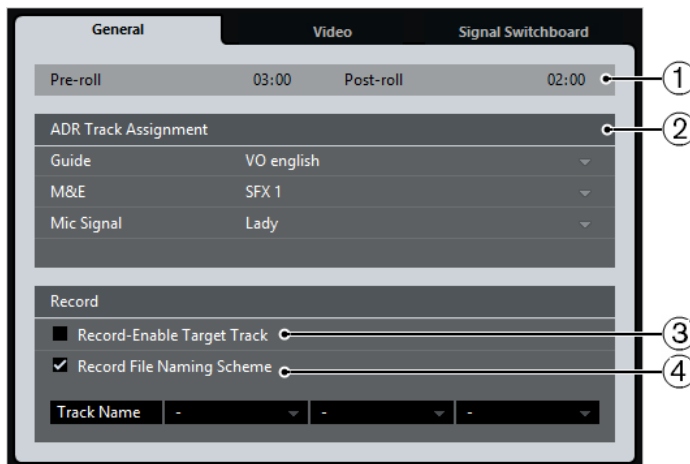 General Video Signal Switchboard
Pre-roll 03:00 Post-roll 02:00 1
ADR Track Assignment 2
Guide VO english
M&E SFX 1
Mic Signal Lady
Record
Record-Enable Target Track 3
Record File Naming Scheme 4
Track Name - - -